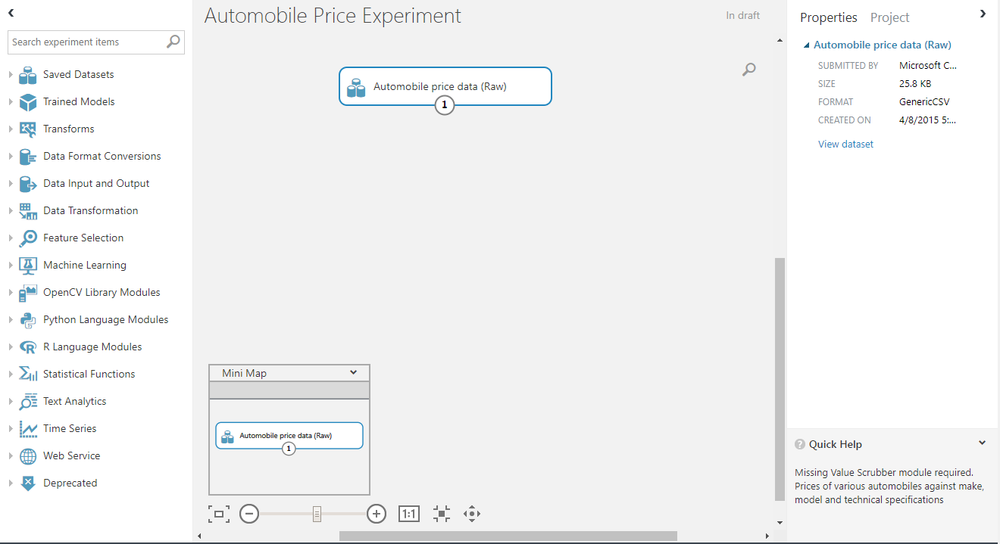 Search experiment items
Saved Datasets
Trained Models
Transforms
Data Format Conversions
Data Input and Output
Data Transformation
Feature Selection
Machine Learning
OpenCV Library Modules
Python Language Modules
R Language Modules
Statistical Functions
Text Analytics
Time Series
Web Service
Deprecated
Automobile Price Experiment
In draft
Automobile price data (Raw)
1
Mini Map
Automobile price data (Raw)
1
1:1
Properties Project
Automobile price data (Raw)
SUBMITTED BY Microsoft C...
SIZE 25.8 KB
FORMAT GenericCSV
CREATED ON 4/8/2015 5:...
View dataset
? Quick Help
Missing Value Scrubber module required.
Prices of various automobiles against make,
model and technical specifications